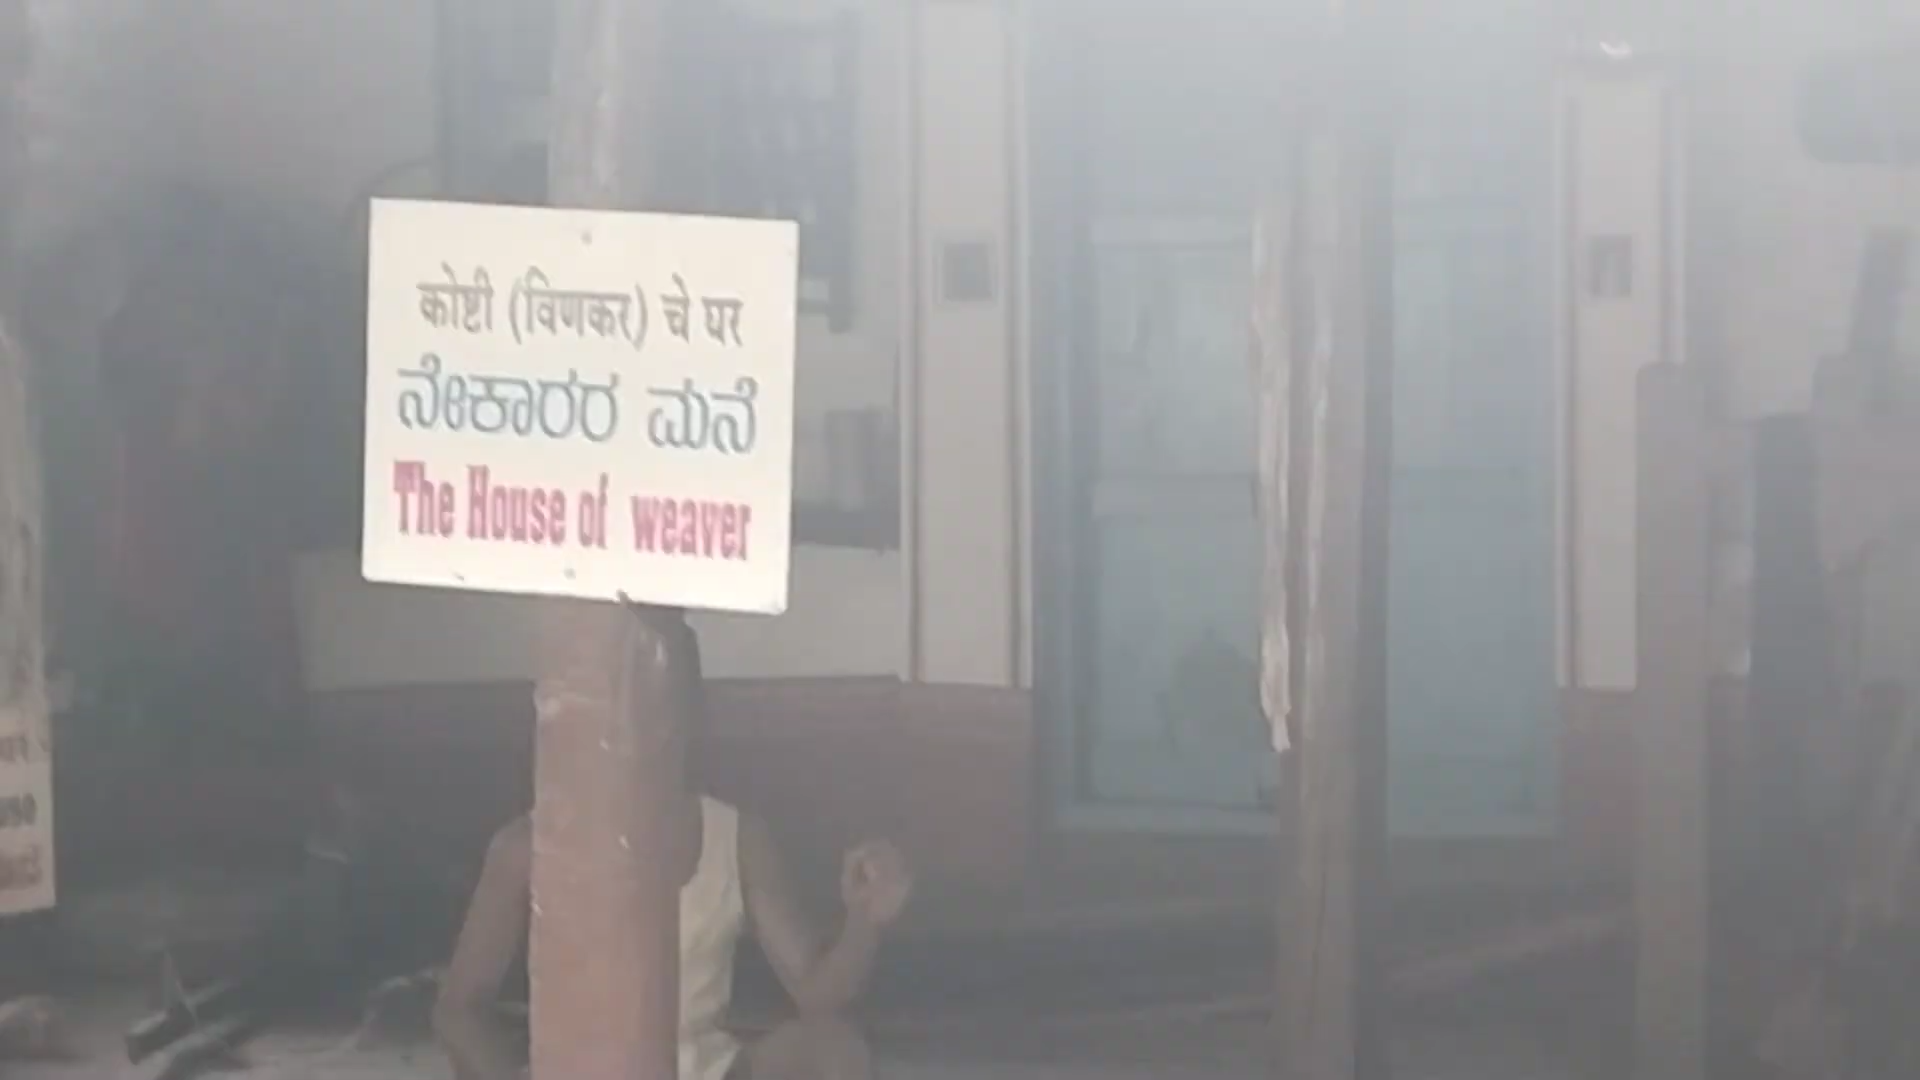 कोष्टी (विणकर) चे घर
ನೇಕಾರರ ಮನೆ
The House of weaver